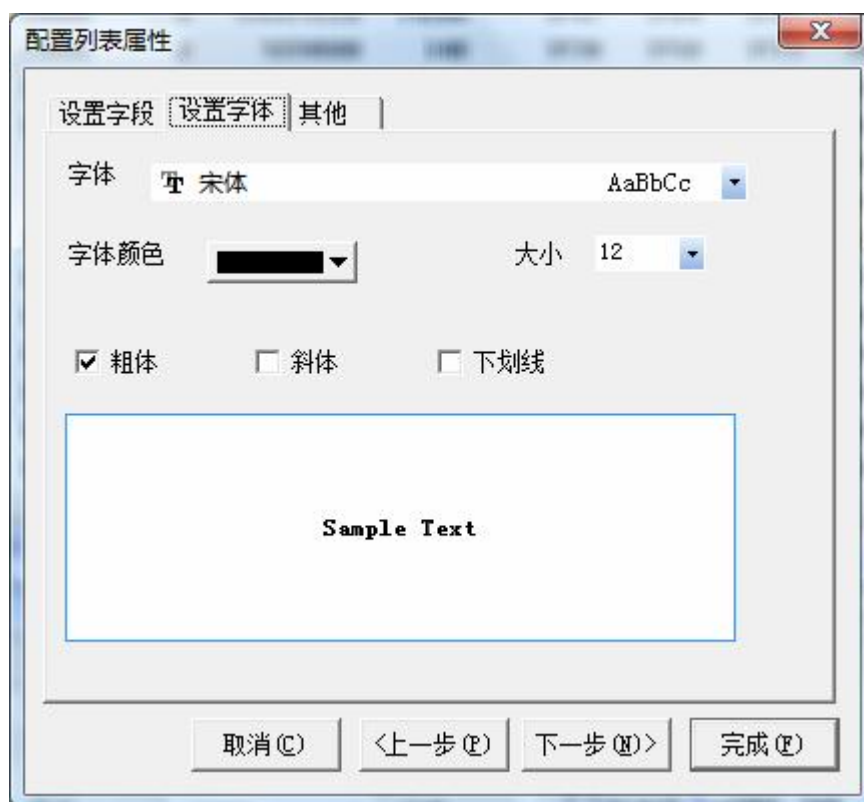 配置列表属性
设置字段 设置字体 其他
字体 宋体 AaBbCc
字体颜色 大小 12
粗体 斜体 下划线
Sample Text
取消(C) <上一步(P) 下一步(N)> 完成(F)